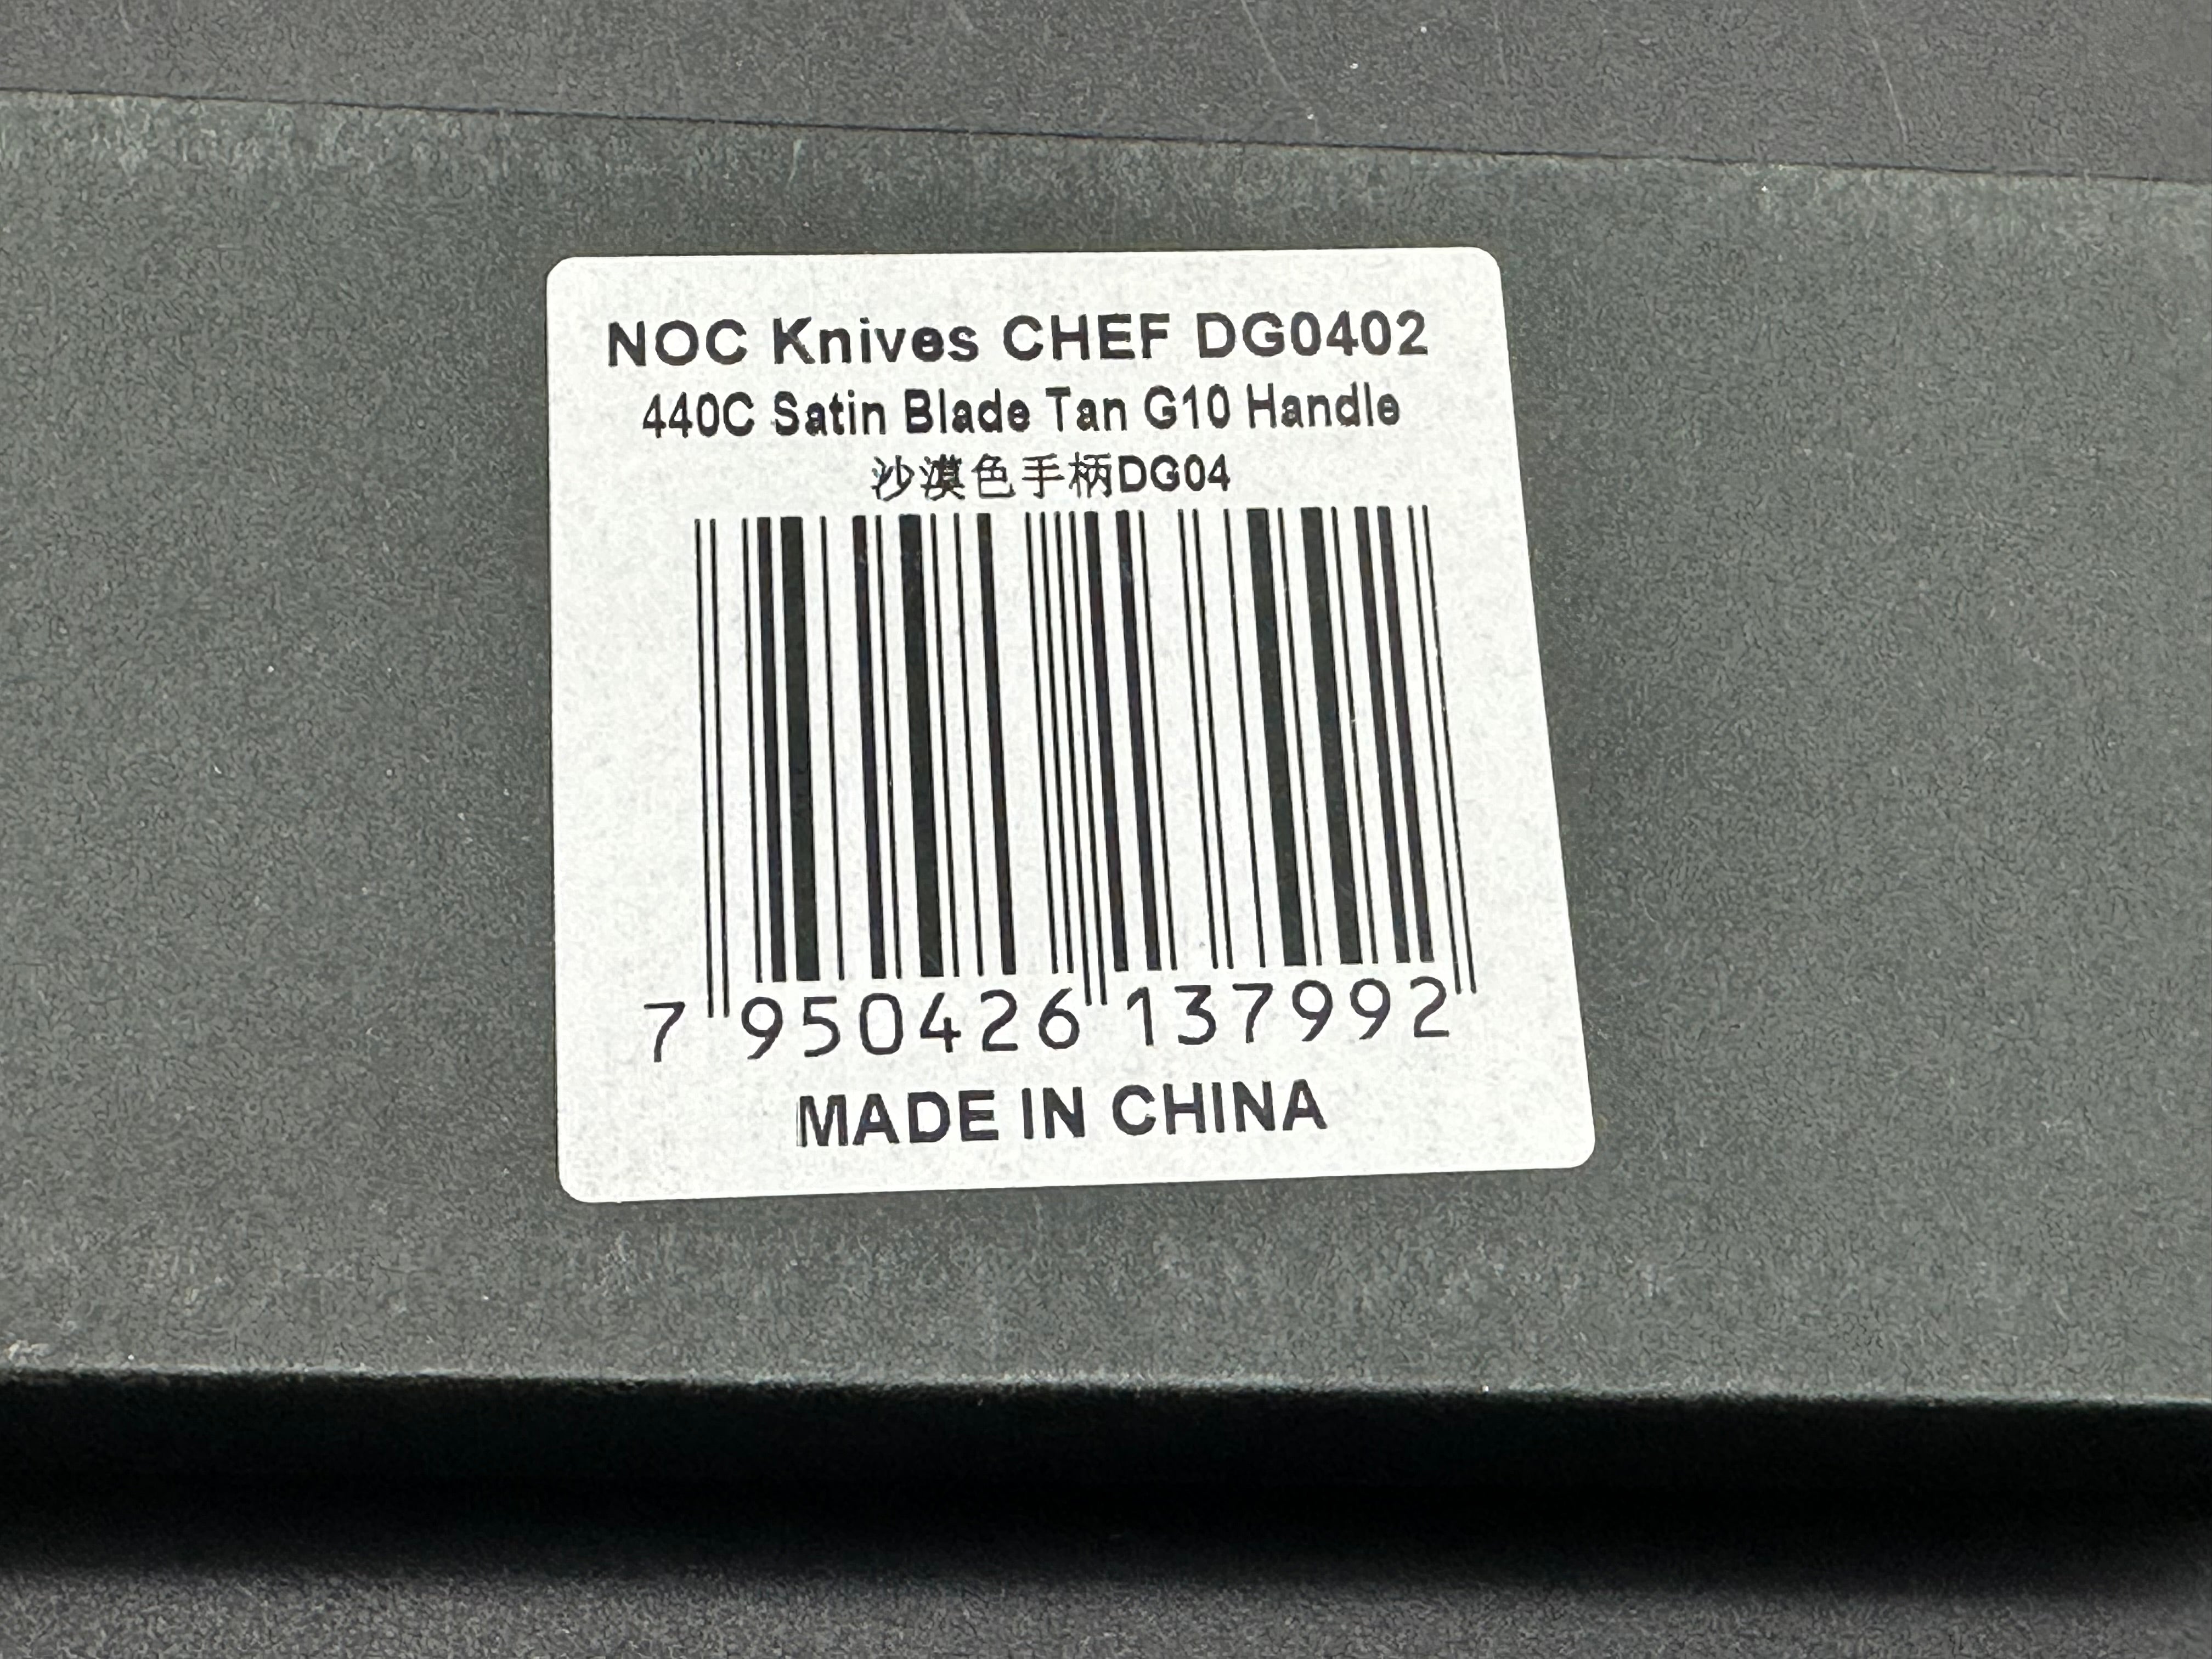 NOC Knives CHEF DG0402
440C Satin Blade Tan G10 Handle
沙漠色手柄DG04
7 950426 137992
MADE IN CHINA